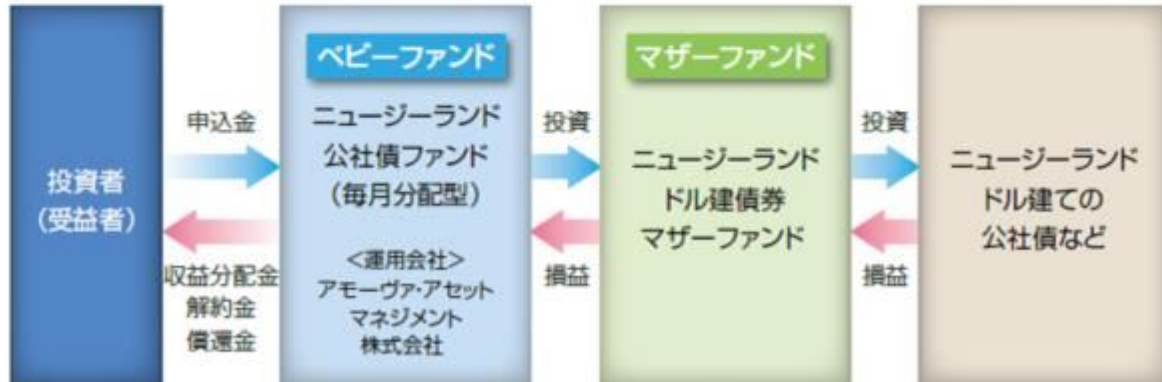 投資者
(受益者)
申込金
収益分配金
解約金
償還金
ベビーファンド
ニュージーランド
公社債ファンド
(毎月分配型)
<運用会社>
アモーヴァ・アセット
マネジメント
株式会社
投資
損益
マザーファンド
ニュージーランド
ドル建債券
マザーファンド
投資
損益
ニュージーランド
ドル建ての
公社債など